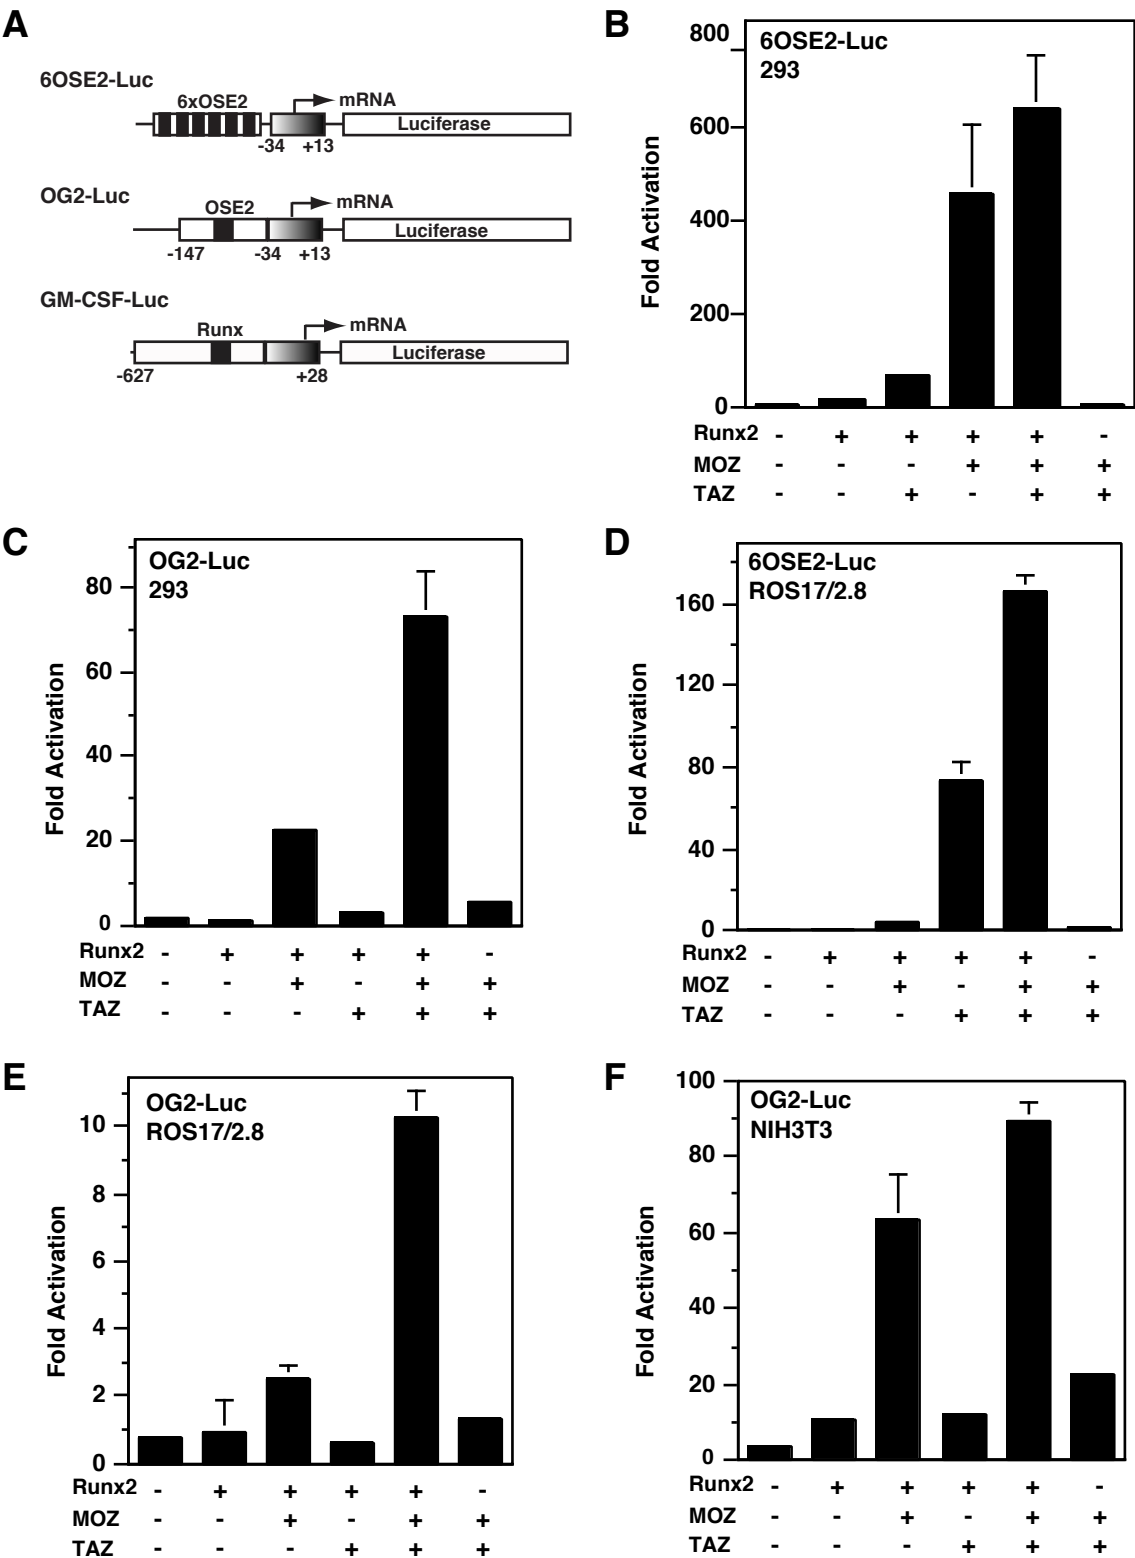 A
6OSE2-Luc
6xOSE2
mRNA
Luciferase
-34 +13
OG2-Luc
OSE2
mRNA
Luciferase
-147 -34 +13
GM-CSF-Luc
Runx
mRNA
Luciferase
-627 +28
B
6OSE2-Luc
293
Fold Activation
800
600
400
200
0
Runx2 - + + + + -
MOZ - - - + + +
TAZ - - + - + +
C
OG2-Luc
293
Fold Activation
80
60
40
20
0
Runx2 - + + + + -
MOZ - - + - + +
TAZ - - - + + +
D
6OSE2-Luc
ROS17/2.8
Fold Activation
160
120
80
40
0
Runx2 - + + + + -
MOZ - - + - + +
TAZ - - - + + +
E
OG2-Luc
ROS17/2.8
Fold Activation
10
8
6
4
2
0
Runx2 - + + + + -
MOZ - - + - + +
TAZ - - - + + +
F
OG2-Luc
NIH3T3
Fold Activation
100
80
60
40
20
0
Runx2 - + + + + -
MOZ - - + - + +
TAZ - - - + + +